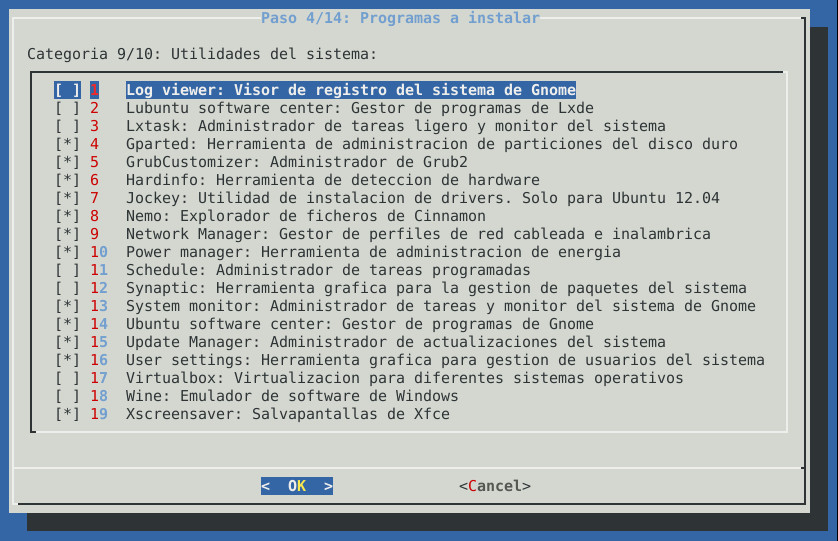 Paso 4/14: Programas a instalar
Categoria 9/10: Utilidades del sistema:
[ ] 1 Log viewer: Visor de registro del sistema de Gnome
[ ] 2 Lubuntu software center: Gestor de programas de Lxde
[ ] 3 Lxtask: Administrador de tareas ligero y monitor del sistema
[*] 4 Gparted: Herramienta de administracion de particiones del disco duro
[*] 5 GrubCustomizer: Administrador de Grub2
[*] 6 Hardinfo: Herramienta de deteccion de hardware
[*] 7 Jockey: Utilidad de instalacion de drivers. Solo para Ubuntu 12.04
[*] 8 Nemo: Explorador de ficheros de Cinnamon
[*] 9 Network Manager: Gestor de perfiles de red cableada e inalambrica
[*] 10 Power manager: Herramienta de administracion de energia
[ ] 11 Schedule: Administrador de tareas programadas
[ ] 12 Synaptic: Herramienta grafica para la gestion de paquetes del sistema
[*] 13 System monitor: Administrador de tareas y monitor del sistema de Gnome
[*] 14 Ubuntu software center: Gestor de programas de Gnome
[*] 15 Update Manager: Administrador de actualizaciones del sistema
[*] 16 User settings: Herramienta grafica para gestion de usuarios del sistema
[ ] 17 Virtualbox: Virtualizacion para diferentes sistemas operativos
[ ] 18 Wine: Emulador de software de Windows
[*] 19 Xscreensaver: Salvapantallas de Xfce
< OK > <Cancel>